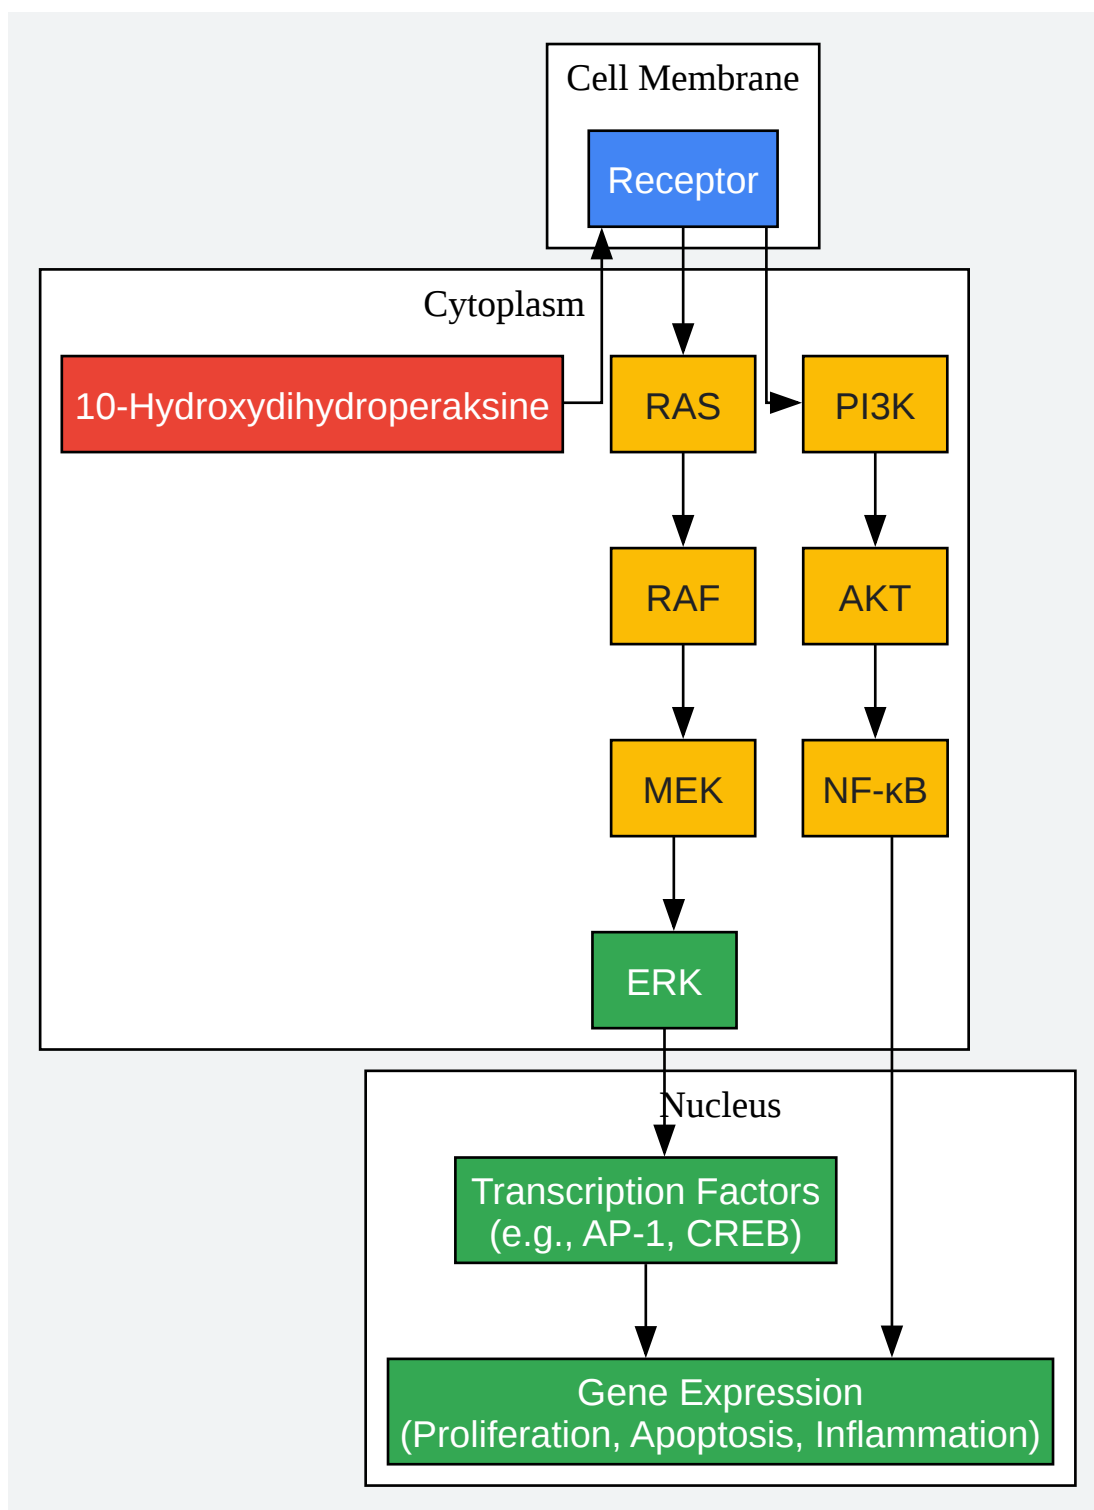 Cell Membrane
Receptor
Cytoplasm
10-Hydroxydihydroperaksine
RAS
PI3K
RAF
AKT
MEK
NF-κB
ERK
Nucleus
Transcription Factors
(e.g., AP-1, CREB)
Gene Expression
(Proliferation, Apoptosis, Inflammation)